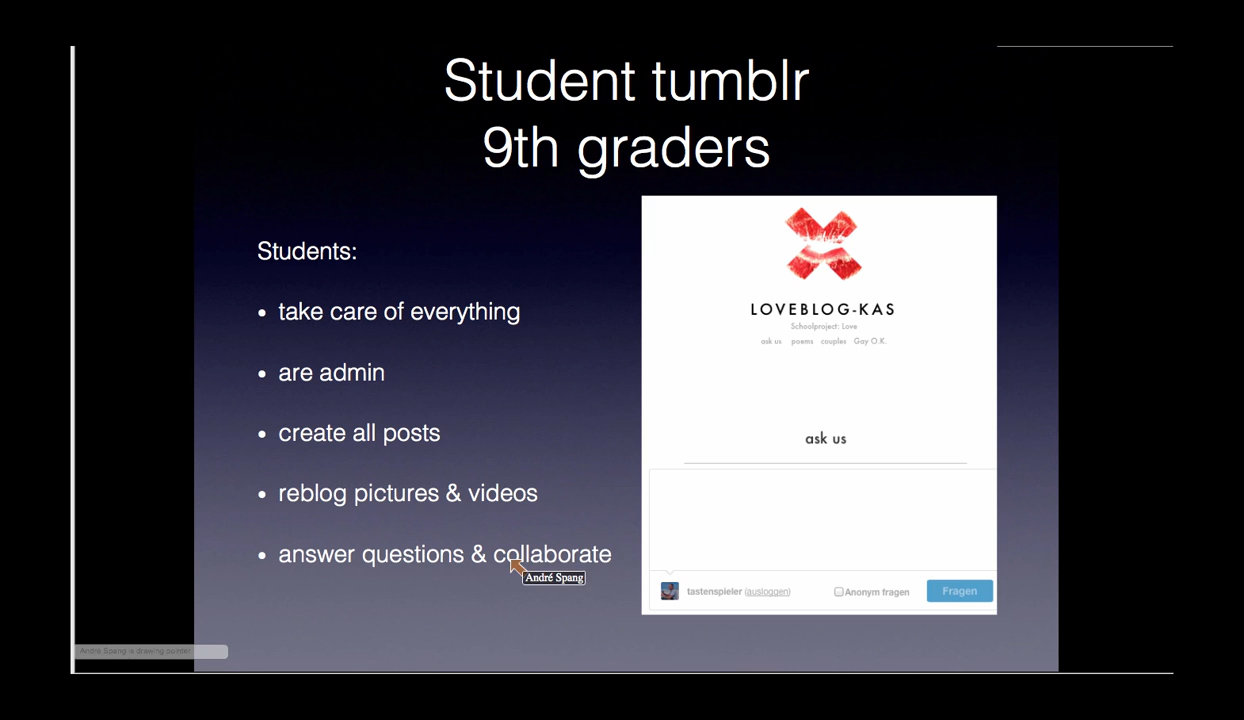 Student tumblr
9th graders
Students:
• take care of everything
• are admin
• create all posts
• reblog pictures & videos
• answer questions & collaborate
André Spang
LOVEBLOG-KAS
Schoolproject: Love
ask us poems couples Gay O.K.
ask us
tastenspieler (ausloggen)
Anonym fragen
Fragen
André Spang is drawing pointer